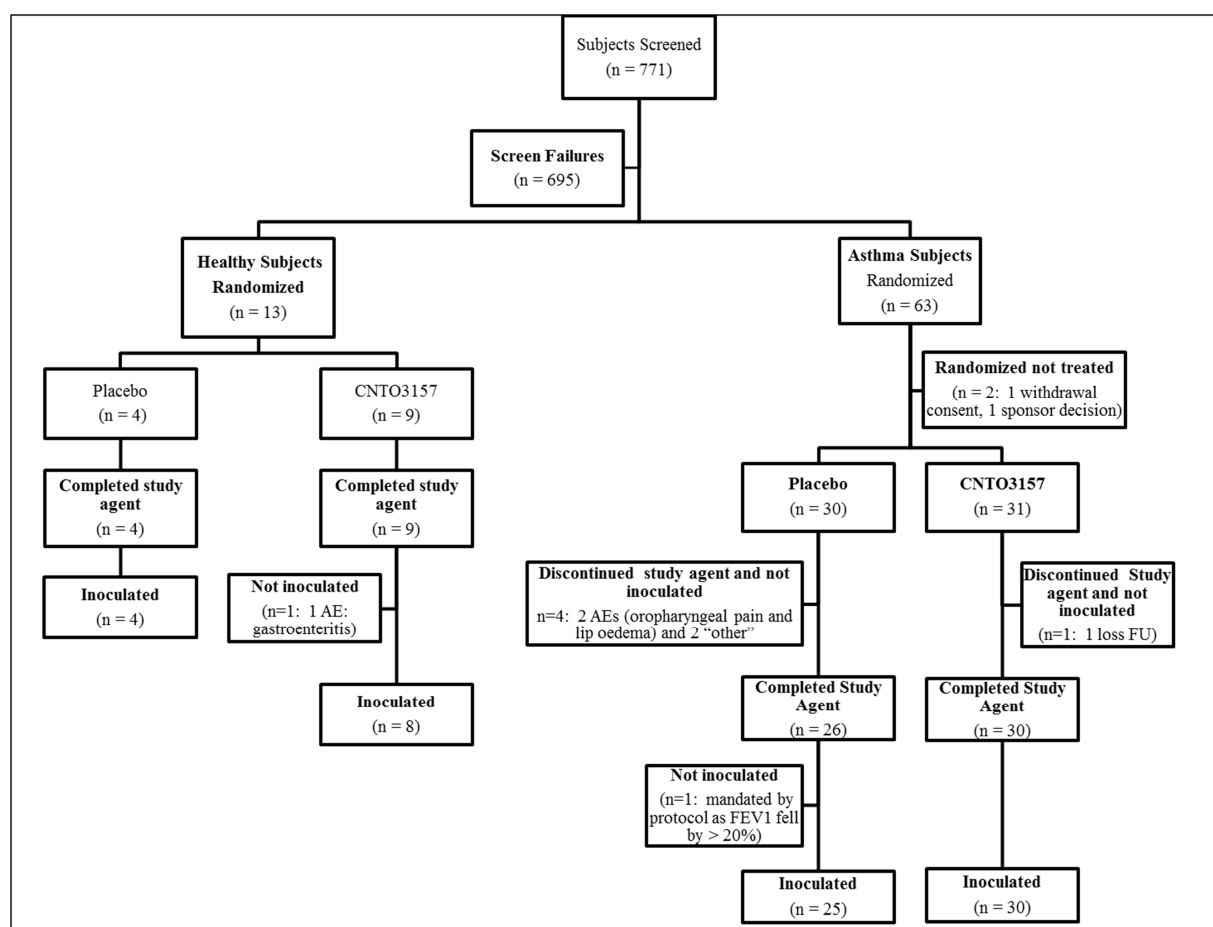 Subjects Screened
(n = 771)
Screen Failures
(n = 695)
Healthy Subjects
Randomized
(n = 13)
Asthma Subjects
Randomized
(n = 63)
Placebo
(n = 4)
CNTO3157
(n = 9)
Randomized not treated
(n = 2: 1 withdrawal
consent, 1 sponsor decision)
Completed study
agent
(n = 4)
Completed study
agent
(n = 9)
Placebo
(n = 30)
CNTO3157
(n = 31)
Inoculated
(n = 4)
Not inoculated
(n=1: 1 AE:
gastroenteritis)
Discontinued study agent and not
inoculated
n=4: 2 AEs (oropharyngeal pain and
lip oedema) and 2 “other”
Discontinued Study
agent and not
inoculated
(n=1: 1 loss FU)
Inoculated
(n = 8)
Completed Study
Agent
(n = 26)
Completed Study
Agent
(n = 30)
Not inoculated
(n=1: mandated by
protocol as FEV1 fell
by > 20%)
Inoculated
(n = 25)
Inoculated
(n = 30)